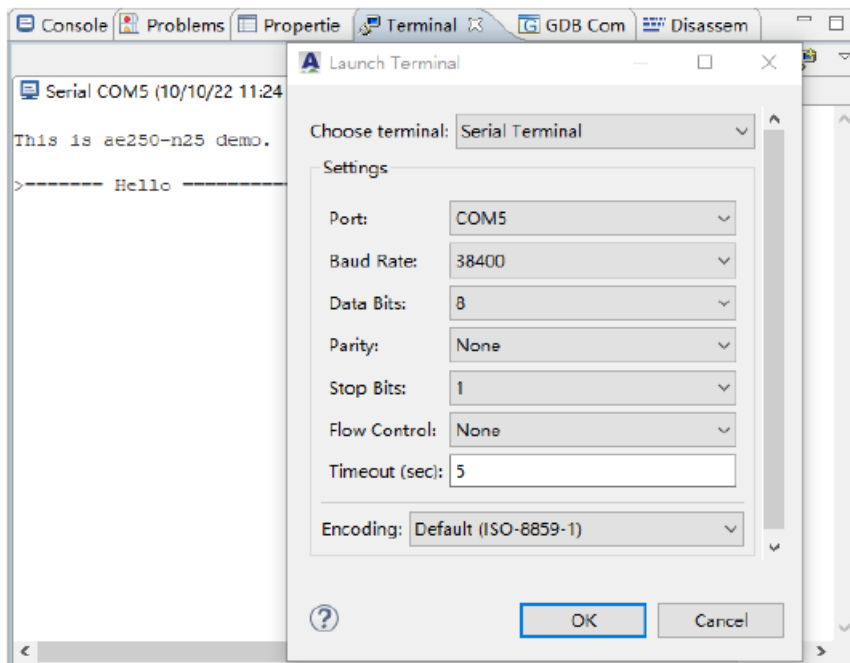 Console Problems Propertie Terminal GDB Com Disassem
Launch Terminal
Serial COM5 (10/10/22 11:24
This is ae250-n25 demo.
>======= Hello ==========
Choose terminal: Serial Terminal
Settings
Port: COM5
Baud Rate: 38400
Data Bits: 8
Parity: None
Stop Bits: 1
Flow Control: None
Timeout (sec): 5
Encoding: Default (ISO-8859-1)
OK Cancel